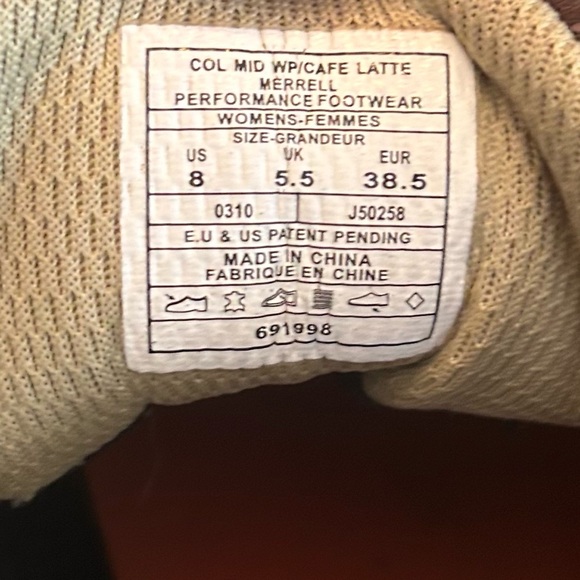 COL MID WP/CAFE LATTE
MERRELL
PERFORMANCE FOOTWEAR
WOMENS-FEMMES
SIZE-GRANDEUR
US UK EUR
8 5.5 38.5
0310 J50258
E.U & US PATENT PENDING
MADE IN CHINA
FABRIQUE EN CHINE
691998